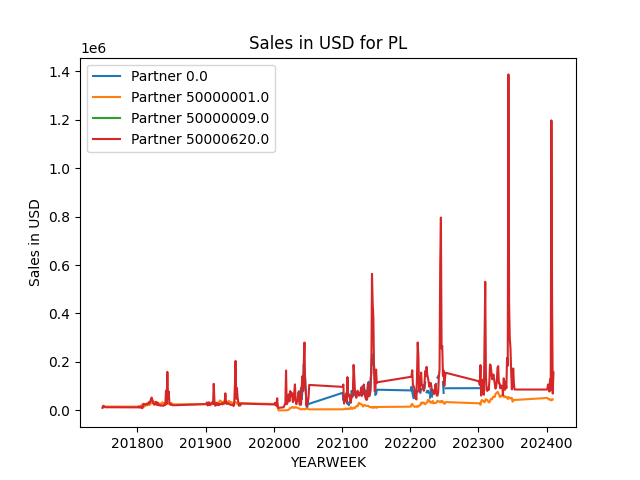 Sales in USD for PL
1e6
Partner 0.0
Partner 50000001.0
Partner 50000009.0
Partner 50000620.0
1.4
1.2
1.0
0.8
0.6
0.4
0.2
0.0
Sales in USD
201800 201900 202000 202100 202200 202300 202400
YEARWEEK